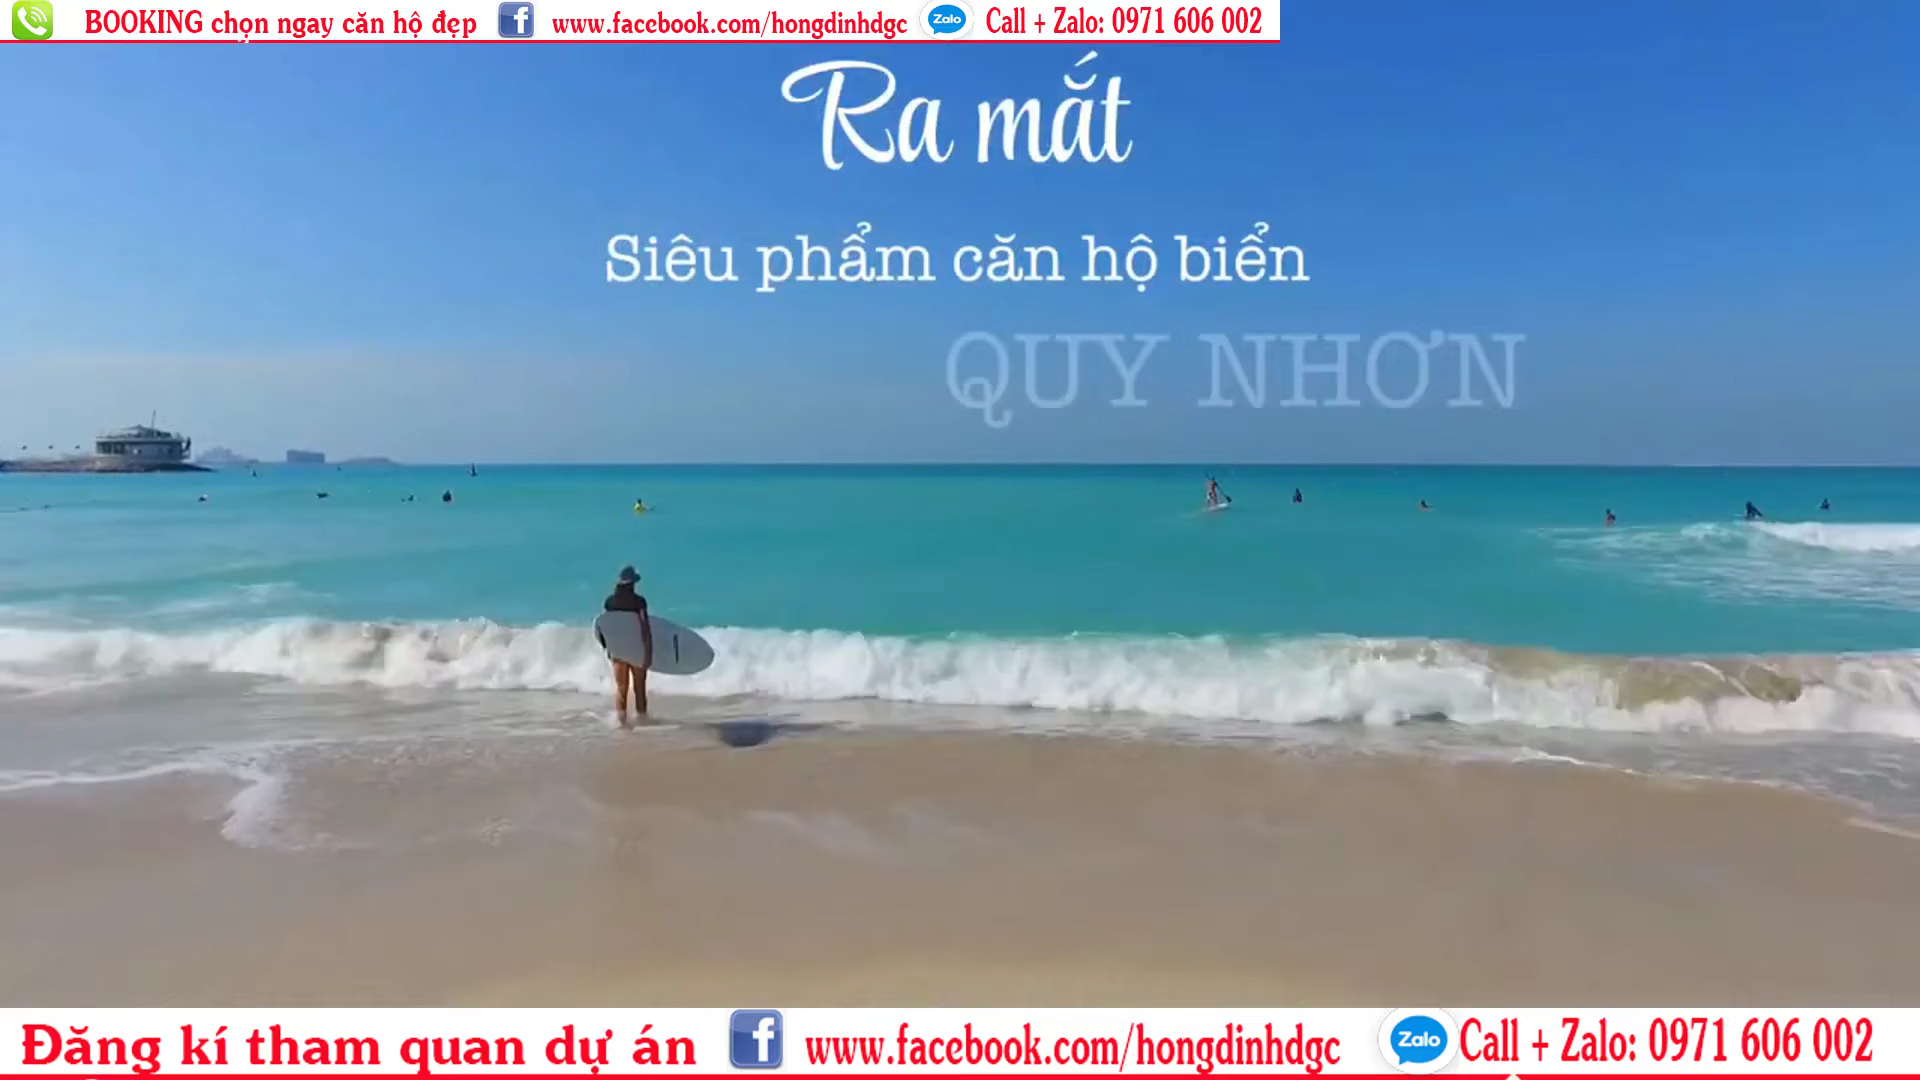 BOOKING chọn ngay căn hộ đẹp www.facebook.com/hongdinhdgc Zalo Call + Zalo: 0971 606 002
Ra mắt
Siêu phẩm căn hộ biển
QUY NHƠN
Đăng kí tham quan dự án www.facebook.com/hongdinhdgc Zalo Call + Zalo: 0971 606 002